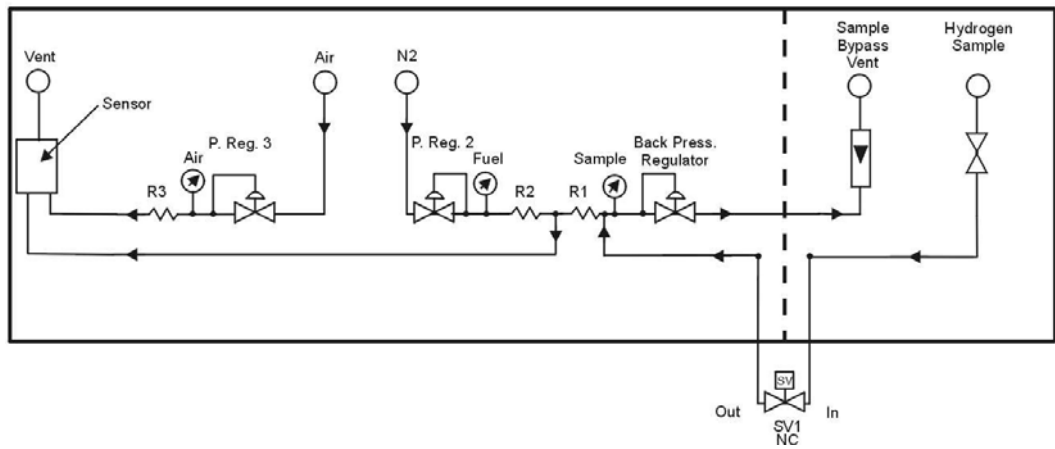 Vent
Sensor
Air
N2
Sample
Bypass
Vent
Hydrogen
Sample
P. Reg. 3
Air
R3
P. Reg. 2
Fuel
R2
R1
Sample
Back Press.
Regulator
SV
Out
In
SV1
NC